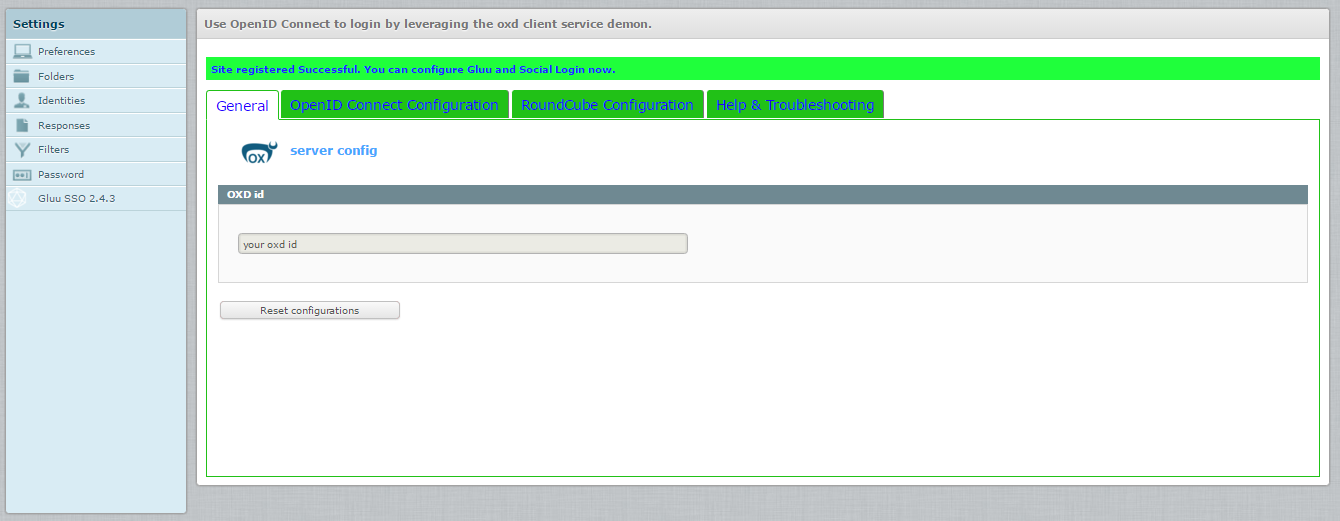 Settings
Preferences
Folders
Identities
Responses
Filters
Password
Gluu SSO 2.4.3
Use OpenID Connect to login by leveraging the oxd client service demon.
Site registered Successful. You can configure Gluu and Social Login now.
General OpenID Connect Configuration RoundCube Configuration Help & Troubleshooting
OX server config
OXD id
your oxd id
Reset configurations